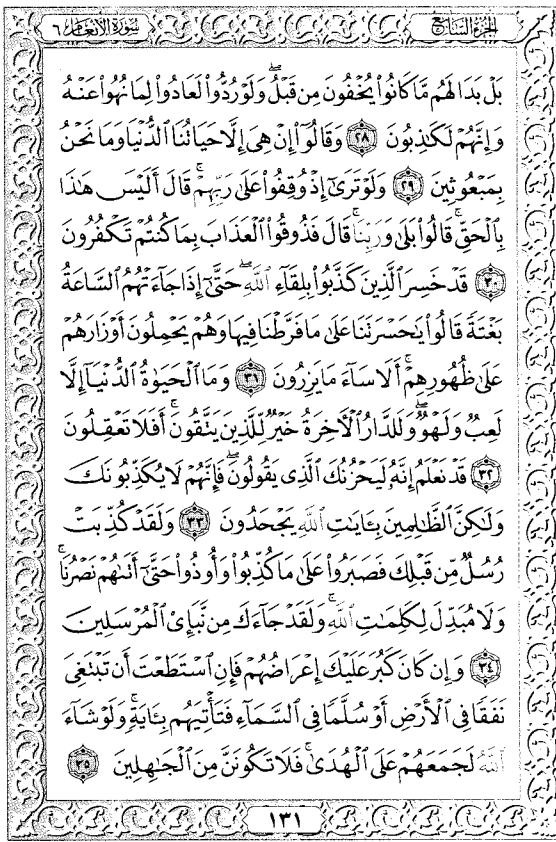 سورة الأنعام ٦
الجزء السابع
بَلْ بَدَا لَهُم مَّا كَانُوا۟ يُخْفُونَ مِن قَبْلُ ۖ وَلَوْ رُدُّوا۟ لَعَادُوا۟ لِمَا نُهُوا۟ عَنْهُ
وَإِنَّهُمْ لَكَـٰذِبُونَ ٢٨ وَقَالُوٓا۟ إِنْ هِىَ إِلَّا حَيَاتُنَا ٱلدُّنْيَا وَمَا نَحْنُ
بِمَبْعُوثِينَ ٢٩ وَلَوْ تَرَىٰٓ إِذْ وُقِفُوا۟ عَلَىٰ رَبِّهِمْ ۚ قَالَ أَلَيْسَ هَـٰذَا
بِٱلْحَقِّ ۚ قَالُوا۟ بَلَىٰ وَرَبِّنَا ۚ قَالَ فَذُوقُوا۟ ٱلْعَذَابَ بِمَا كُنتُمْ تَكْفُرُونَ
٣٠ قَدْ خَسِرَ ٱلَّذِينَ كَذَّبُوا۟ بِلِقَآءِ ٱللَّهِ ۖ حَتَّىٰٓ إِذَا جَآءَتْهُمُ ٱلسَّاعَةُ
بَغْتَةً قَالُوا۟ يَـٰحَسْرَتَنَا عَلَىٰ مَا فَرَّطْنَا فِيهَا وَهُمْ يَحْمِلُونَ أَوْزَارَهُمْ
عَلَىٰ ظُهُورِهِمْ ۚ أَلَا سَآءَ مَا يَزِرُونَ ٣١ وَمَا ٱلْحَيَوٰةُ ٱلدُّنْيَآ إِلَّا
لَعِبٌ وَلَهْوٌ ۖ وَلَلدَّارُ ٱلْـَٔاخِرَةُ خَيْرٌ لِّلَّذِينَ يَتَّقُونَ ۗ أَفَلَا تَعْقِلُونَ
٣٢ قَدْ نَعْلَمُ إِنَّهُۥ لَيَحْزُنُكَ ٱلَّذِى يَقُولُونَ ۖ فَإِنَّهُمْ لَا يُكَذِّبُونَكَ
وَلَـٰكِنَّ ٱلظَّـٰلِمِينَ بِـَٔايَـٰتِ ٱللَّهِ يَجْحَدُونَ ٣٣ وَلَقَدْ كُذِّبَتْ
رُسُلٌ مِّن قَبْلِكَ فَصَبَرُوا۟ عَلَىٰ مَا كُذِّبُوا۟ وَأُوذُوا۟ حَتَّىٰٓ أَتَىٰهُمْ نَصْرُنَا ۚ
وَلَا مُبَدِّلَ لِكَلِمَـٰتِ ٱللَّهِ ۚ وَلَقَدْ جَآءَكَ مِن نَّبَإِى۟ ٱلْمُرْسَلِينَ
٣٤ وَإِن كَانَ كَبُرَ عَلَيْكَ إِعْرَاضُهُمْ فَإِنِ ٱسْتَطَعْتَ أَن تَبْتَغِىَ
نَفَقًا فِى ٱلْأَرْضِ أَوْ سُلَّمًا فِى ٱلسَّمَآءِ فَتَأْتِيَهُم بِـَٔايَةٍ ۚ وَلَوْ شَآءَ
ٱللَّهُ لَجَمَعَهُمْ عَلَى ٱلْهُدَىٰ ۚ فَلَا تَكُونَنَّ مِنَ ٱلْجَـٰهِلِينَ ٣٥
١٣١